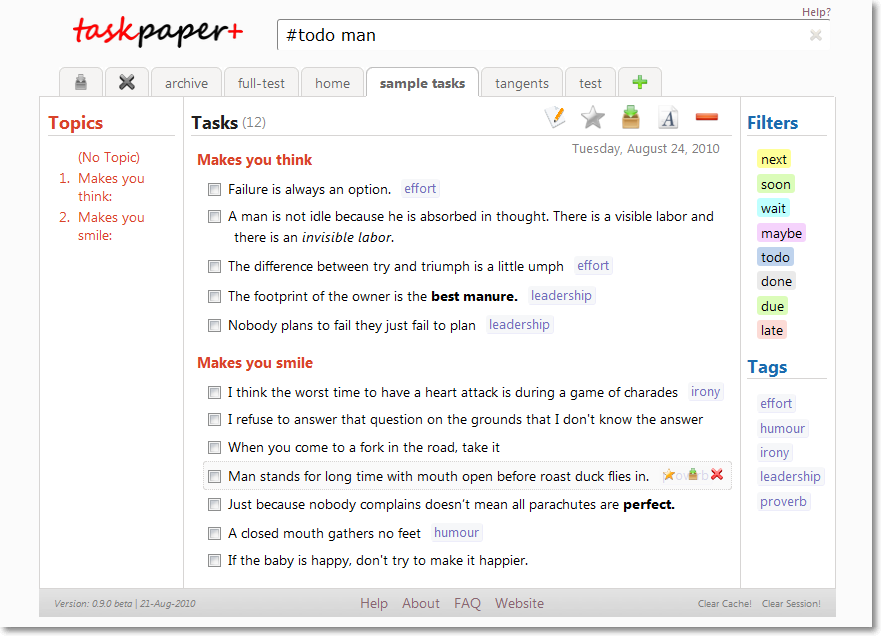 Help?
taskpaper+
#todo man
archive
full-test
home
sample tasks
tangents
test
Topics
(No Topic)
1. Makes you
think:
2. Makes you
smile:
Tasks (12)
Tuesday, August 24, 2010
Makes you think
Failure is always an option. effort
A man is not idle because he is absorbed in thought. There is a visible labor and
there is an invisible labor.
The difference between try and triumph is a little umph effort
The footprint of the owner is the best manure. leadership
Nobody plans to fail they just fail to plan leadership
Makes you smile
I think the worst time to have a heart attack is during a game of charades irony
I refuse to answer that question on the grounds that I don't know the answer
When you come to a fork in the road, take it
Man stands for long time with mouth open before roast duck flies in.
Just because nobody complains doesn't mean all parachutes are perfect.
A closed mouth gathers no feet humour
If the baby is happy, don't try to make it happier.
Filters
next
soon
wait
maybe
todo
done
due
late
Tags
effort
humour
irony
leadership
proverb
Version: 0.9.0 beta | 21-Aug-2010
Help About FAQ Website
Clear Cache! Clear Session!